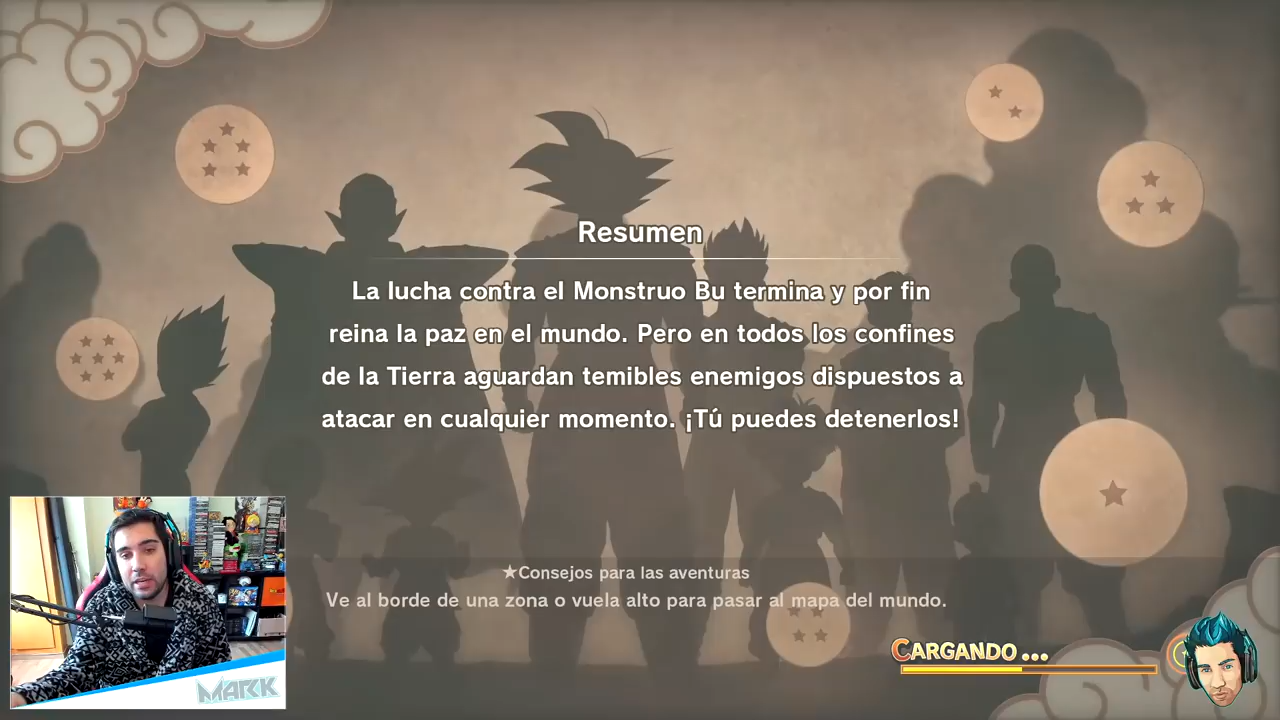 Resumen
La lucha contra el Monstruo Bu termina y por fin
reina la paz en el mundo. Pero en todos los confines
de la Tierra aguardan temibles enemigos dispuestos a
atacar en cualquier momento. ¡Tú puedes detenerlos!
★Consejos para las aventuras
Ve al borde de una zona o vuela alto para pasar al mapa del mundo.
CARGANDO...
MARK